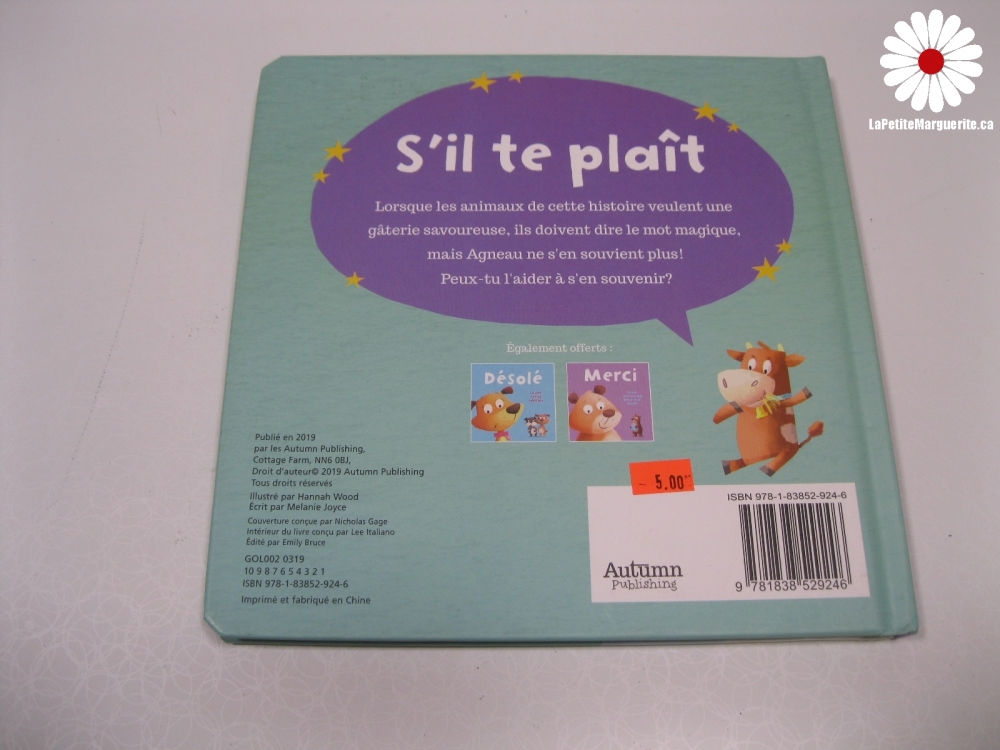 LaPetiteMarguerite.ca
S'il te plaît
Lorsque les animaux de cette histoire veulent une
gâterie savoureuse, ils doivent dire le mot magique,
mais Agneau ne s'en souvient plus!
Peux-tu l'aider à s'en souvenir?
Également offerts :
Désolé
Merci
Publié en 2019
par les Autumn Publishing,
Cottage Farm, NN6 0BJ,
Droit d'auteur© 2019 Autumn Publishing
Tous droits réservés
Illustré par Hannah Wood
Écrit par Melanie Joyce
Couverture conçue par Nicholas Gage
Intérieur du livre conçu par Lee Italiano
Édité par Emily Bruce
GOL002 0319
10 9 8 7 6 5 4 3 2 1
ISBN 978-1-83852-924-6
Imprimé et fabriqué en Chine
- 5.00
Autumn
Publishing
ISBN 978-1-83852-924-6
9 781838 529246